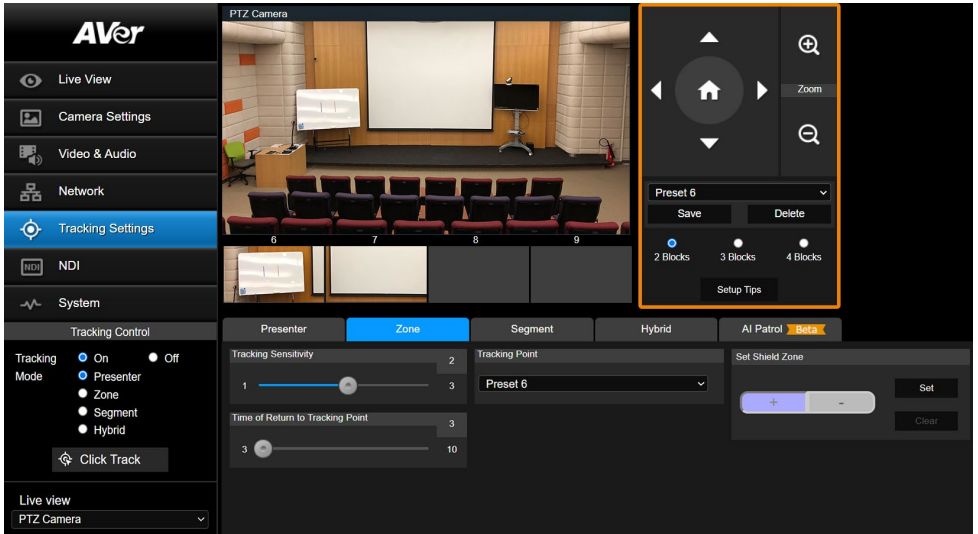 AVer
Live View
Camera Settings
Video & Audio
Network
Tracking Settings
NDI NDI
System
Tracking Control
Tracking Mode
On Off
Presenter
Zone
Segment
Hybrid
Click Track
Live view
PTZ Camera
PTZ Camera
6 7 8 9
Zoom
Preset 6
Save Delete
2 Blocks 3 Blocks 4 Blocks
Setup Tips
Presenter Zone Segment Hybrid AI Patrol Beta
Tracking Sensitivity 2
1 3
Time of Return to Tracking Point 3
3 10
Tracking Point
Preset 6
Set Shield Zone
+ - Set
Clear